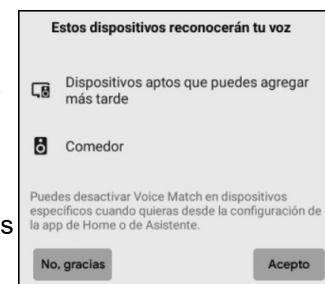 Estos dispositivos reconocerán tu voz
Dispositivos aptos que puedes agregar
más tarde
Comedor
Puedes desactivar Voice Match en dispositivos
específicos cuando quieras desde la configuración de
s
la app de Home o de Asistente.
No, gracias
Acepto